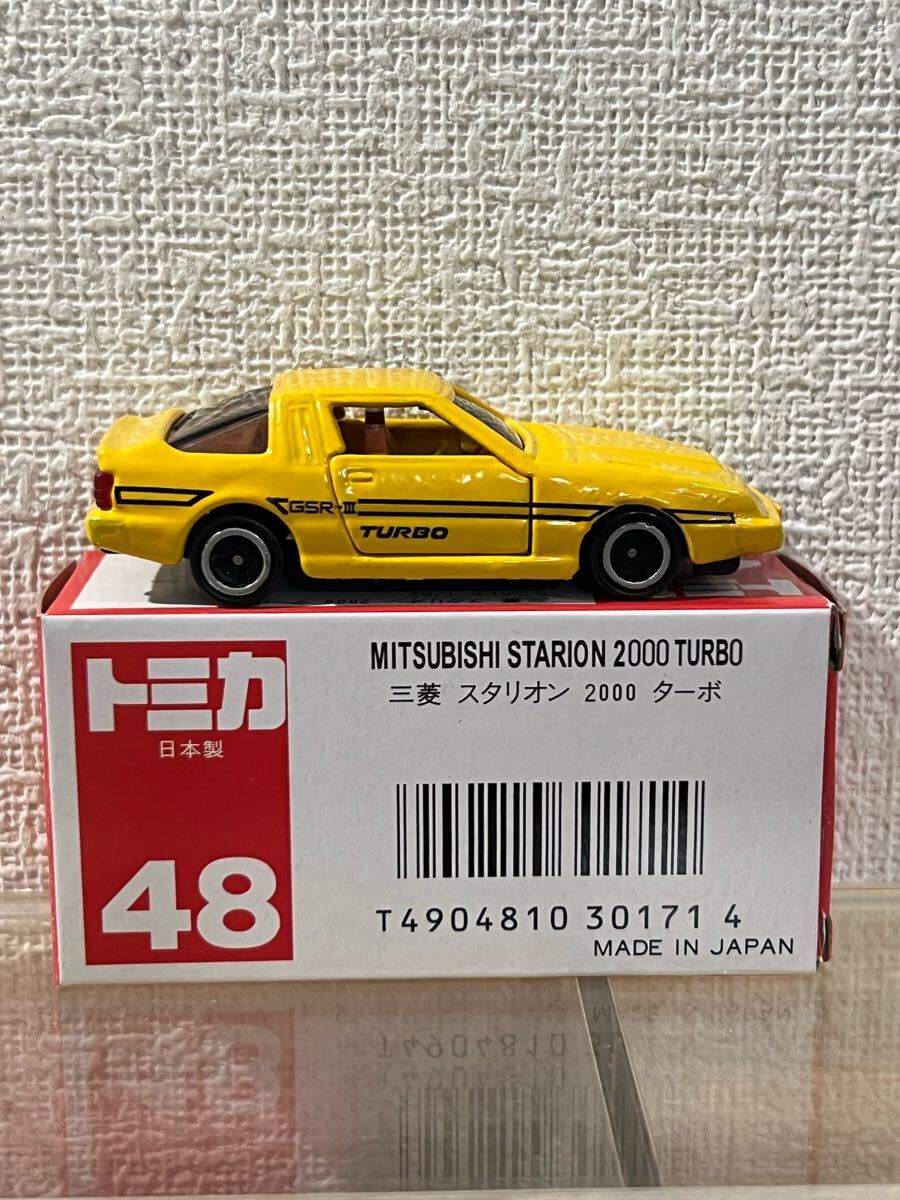 GSR-III
TURBO
トミカ
日本製
48
MITSUBISHI STARION 2000 TURBO
三菱 スタリオン 2000 ターボ
T4904810 30171 4
MADE IN JAPAN